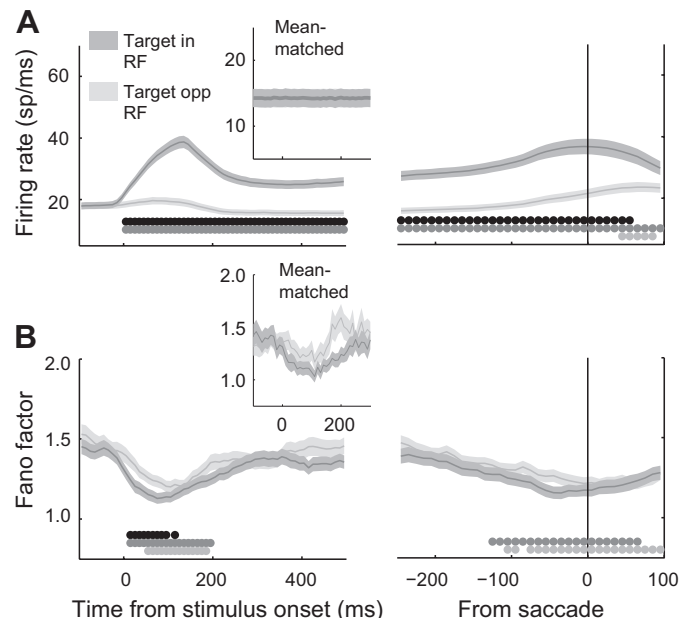 A
Firing rate (sp/ms)
60
40
20
Target in
RF
Target opp
RF
Mean-
matched
20
10
B
Fano factor
2.0
1.5
1.0
Mean-
matched
2.0
1.5
1.0
0 200
0 200 400
Time from stimulus onset (ms)
−200 −100 0 100
From saccade